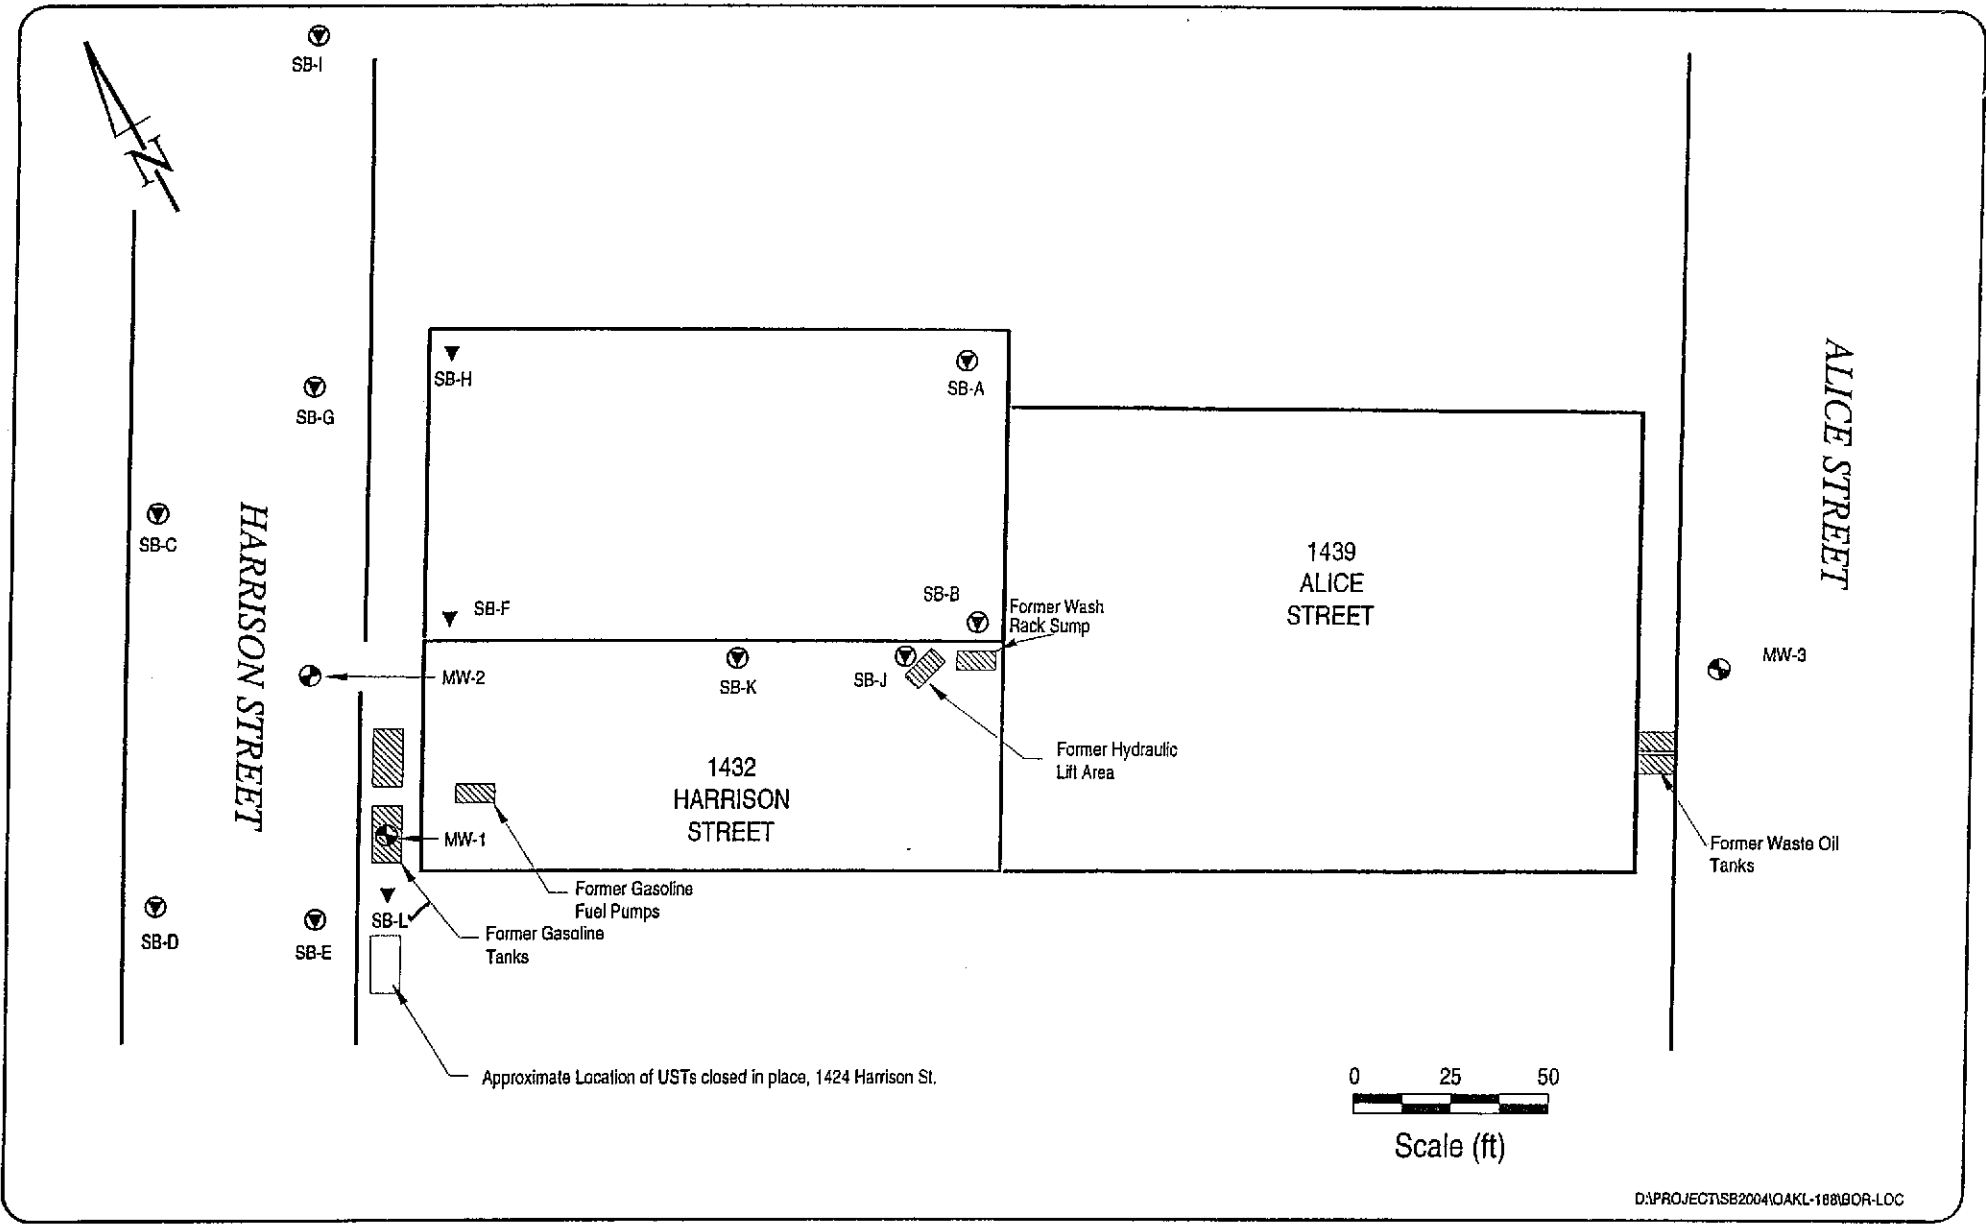 SB-I
N
SB-H
SB-A
SB-G
SB-C
HARRISON STREET
ALICE STREET
1439
ALICE
STREET
SB-B
Former Wash
Rack Sump
SB-F
MW-2
SB-K
SB-J
MW-3
Former Hydraulic
Lift Area
1432
HARRISON
STREET
MW-1
Former Waste Oil
Tanks
Former Gasoline
Fuel Pumps
SB-L
Former Gasoline
Tanks
SB-D
SB-E
Approximate Location of USTs closed in place, 1424 Harrison St.
0 25 50
Scale (ft)
D:\PROJECT\SB2004\OAKL-188\BOR-LOC